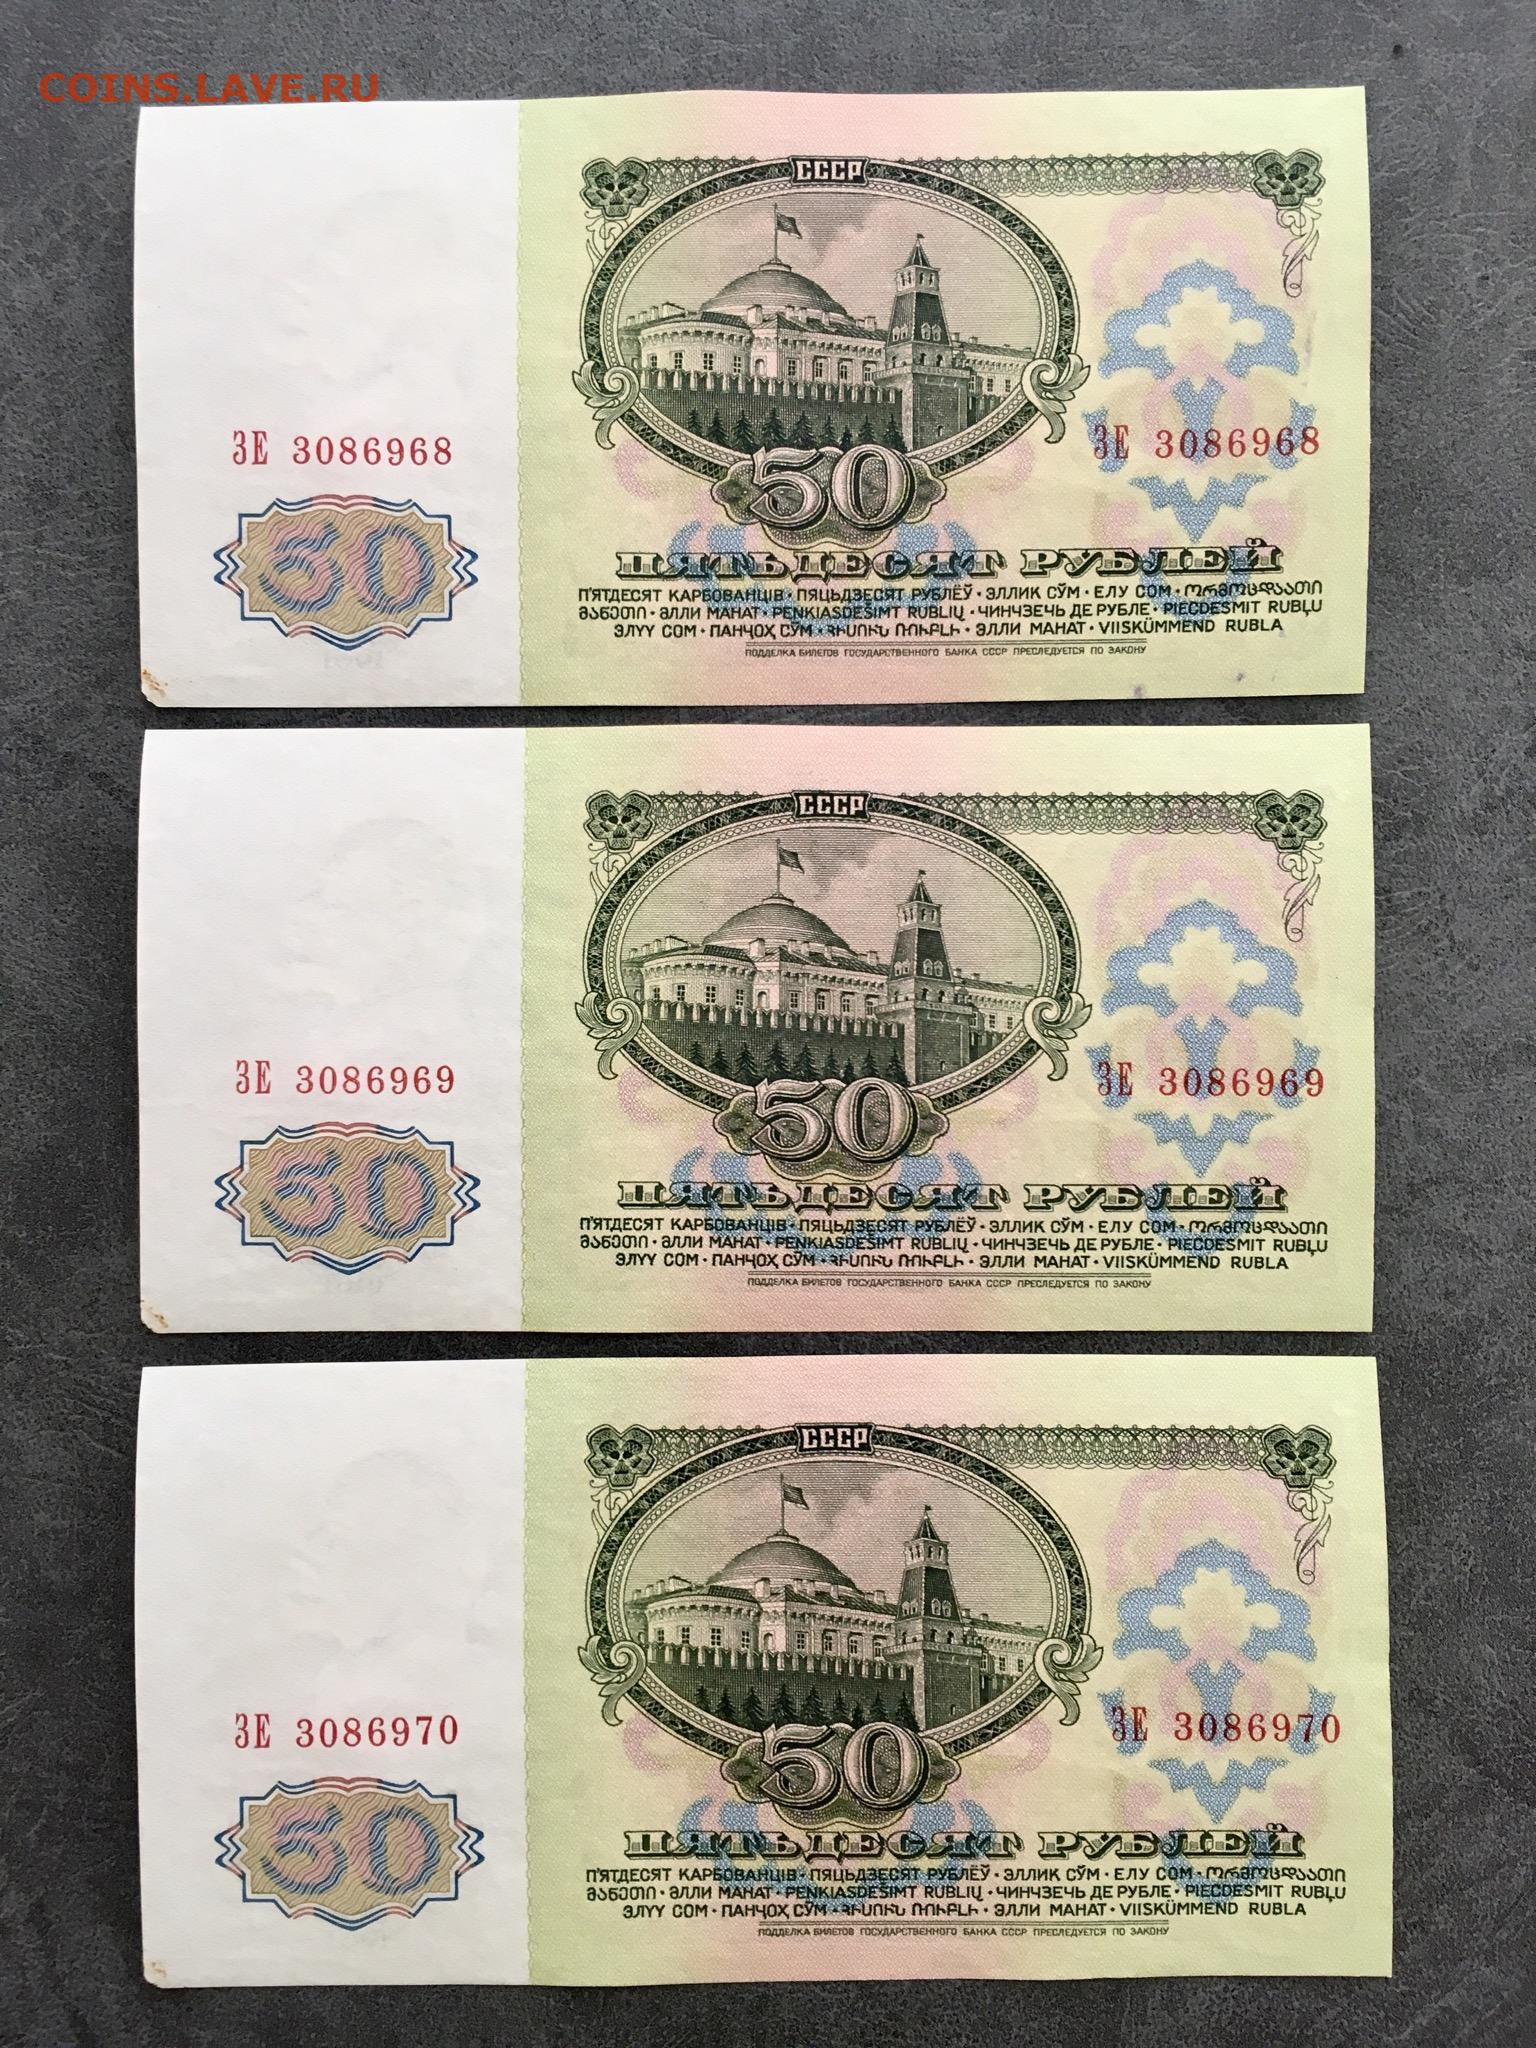 COINS.LAVE.RU
СССР
ЗЕ 3086968
ЗЕ 3086968
50
50
ПЯТЬДЕСЯТ РУБЛЕЙ
П'ЯТДЕСЯТ КАРБОВАНЦІВ · ПЯЦЬДЗЕСЯТ РУБЛЁЎ · ЭЛЛИК СЎМ · ЕЛУ СОМ · ორმოცდაათი
მანეთი · ӘЛЛИ МАНАТ · PENKIASDEŠIMT RUBLIŲ · ЧИНЧЗЕЧЬ ДЕ РУБЛЕ · PIECDESMIT RUBĻU
ЭЛҮҮ СОМ · ПАНҶОҲ СӮМ · ՀԻՍՈՒՆ ՌՈՒԲԼԻ · ЭЛЛИ МАНАТ · VIISKÜMMEND RUBLA
ПОДДЕЛКА БИЛЕТОВ ГОСУДАРСТВЕННОГО БАНКА СССР ПРЕСЛЕДУЕТСЯ ПО ЗАКОНУ
СССР
ЗЕ 3086969
ЗЕ 3086969
50
50
ПЯТЬДЕСЯТ РУБЛЕЙ
П'ЯТДЕСЯТ КАРБОВАНЦІВ · ПЯЦЬДЗЕСЯТ РУБЛЁЎ · ЭЛЛИК СЎМ · ЕЛУ СОМ · ორმოცდაათი
მანეთი · ӘЛЛИ МАНАТ · PENKIASDEŠIMT RUBLIŲ · ЧИНЧЗЕЧЬ ДЕ РУБЛЕ · PIECDESMIT RUBĻU
ЭЛҮҮ СОМ · ПАНҶОҲ СӮМ · ՀԻՍՈՒՆ ՌՈՒԲԼԻ · ЭЛЛИ МАНАТ · VIISKÜMMEND RUBLA
ПОДДЕЛКА БИЛЕТОВ ГОСУДАРСТВЕННОГО БАНКА СССР ПРЕСЛЕДУЕТСЯ ПО ЗАКОНУ
СССР
ЗЕ 3086970
ЗЕ 3086970
50
50
ПЯТЬДЕСЯТ РУБЛЕЙ
П'ЯТДЕСЯТ КАРБОВАНЦІВ · ПЯЦЬДЗЕСЯТ РУБЛЁЎ · ЭЛЛИК СЎМ · ЕЛУ СОМ · ორმოცდაათი
მანეთი · ӘЛЛИ МАНАТ · PENKIASDEŠIMT RUBLIŲ · ЧИНЧЗЕЧЬ ДЕ РУБЛЕ · PIECDESMIT RUBĻU
ЭЛҮҮ СОМ · ПАНҶОҲ СӮМ · ՀԻՍՈՒՆ ՌՈՒԲԼԻ · ЭЛЛИ МАНАТ · VIISKÜMMEND RUBLA
ПОДДЕЛКА БИЛЕТОВ ГОСУДАРСТВЕННОГО БАНКА СССР ПРЕСЛЕДУЕТСЯ ПО ЗАКОНУ